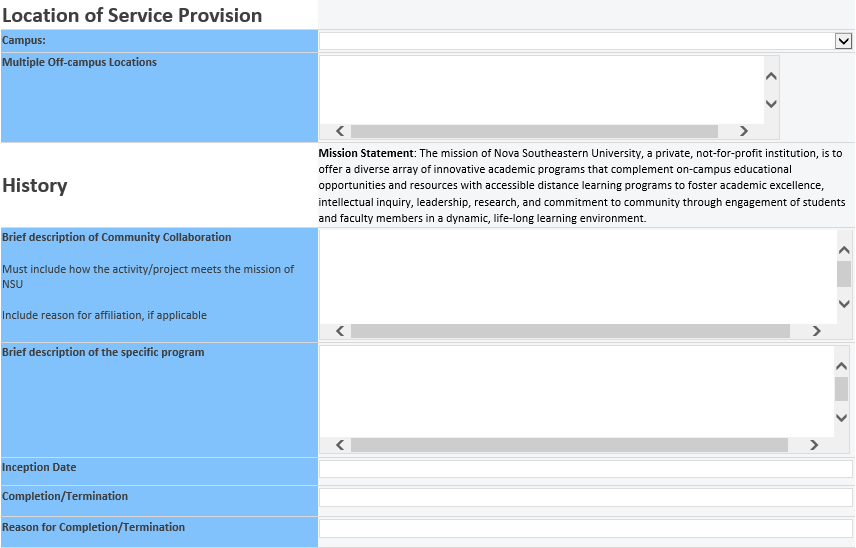 Location of Service Provision
Campus:
Multiple Off-campus Locations
History
Mission Statement: The mission of Nova Southeastern University, a private, not-for-profit institution, is to
offer a diverse array of innovative academic programs that complement on-campus educational
opportunities and resources with accessible distance learning programs to foster academic excellence,
intellectual inquiry, leadership, research, and commitment to community through engagement of students
and faculty members in a dynamic, life-long learning environment.
Brief description of Community Collaboration
Must include how the activity/project meets the mission of
NSU
Include reason for affiliation, if applicable
Brief description of the specific program
Inception Date
Completion/Termination
Reason for Completion/Termination